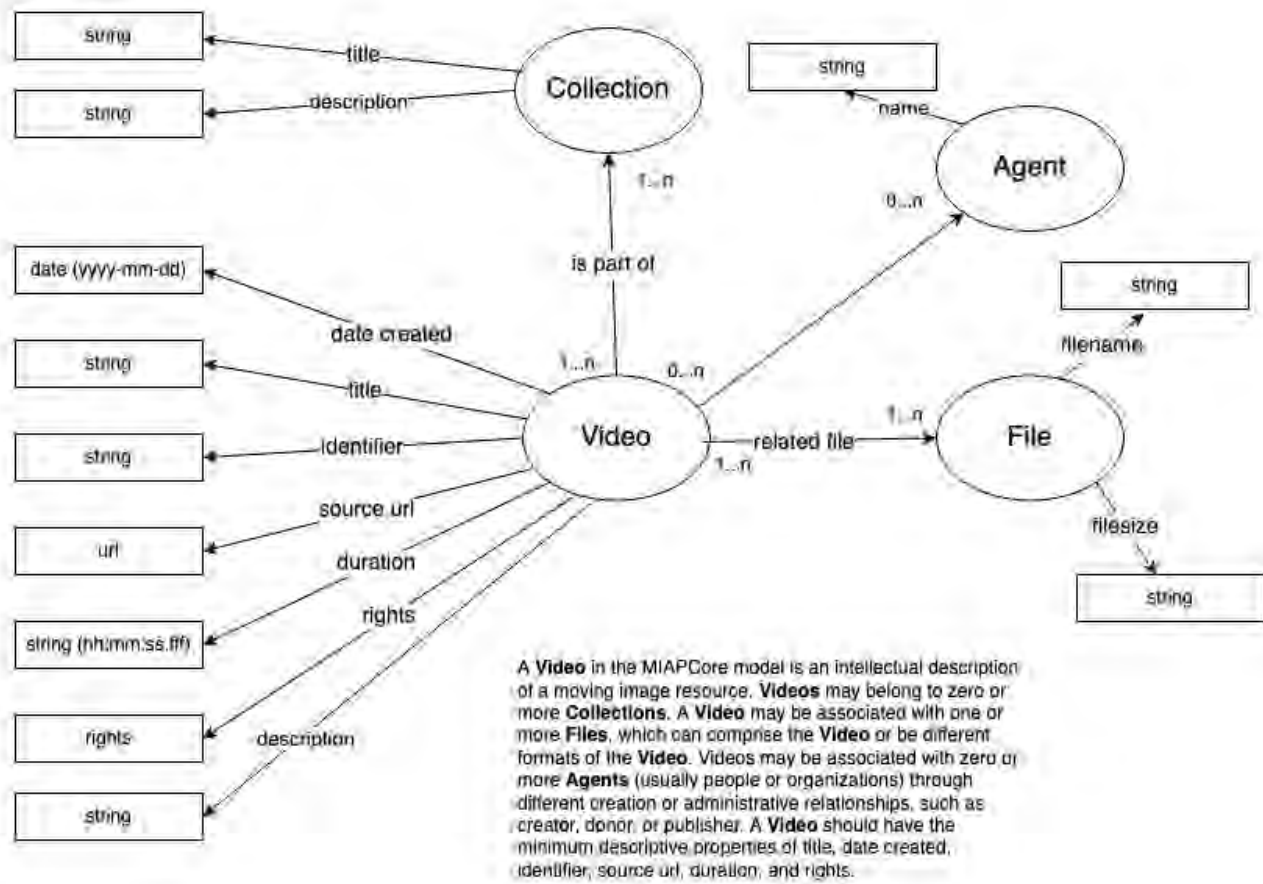 string
title
string
description
Collection
string
name
Agent
1...n
0...n
is part of
date (yyyy-mm-dd)
date created
string
filename
string
title
1...n
0...n
Video
1...n
related file
1...n
File
string
identifier
source url
url
filesize
string
duration
string (hh:mm:ss.fff)
rights
rights
description
string
A Video in the MIAPCore model is an intellectual description
of a moving image resource. Videos may belong to zero or
more Collections. A Video may be associated with one or
more Files, which can comprise the Video or be different
formats of the Video. Videos may be associated with zero or
more Agents (usually people or organizations) through
different creation or administrative relationships, such as
creator, donor, or publisher. A Video should have the
minimum descriptive properties of title, date created,
identifier, source url, duration, and rights.